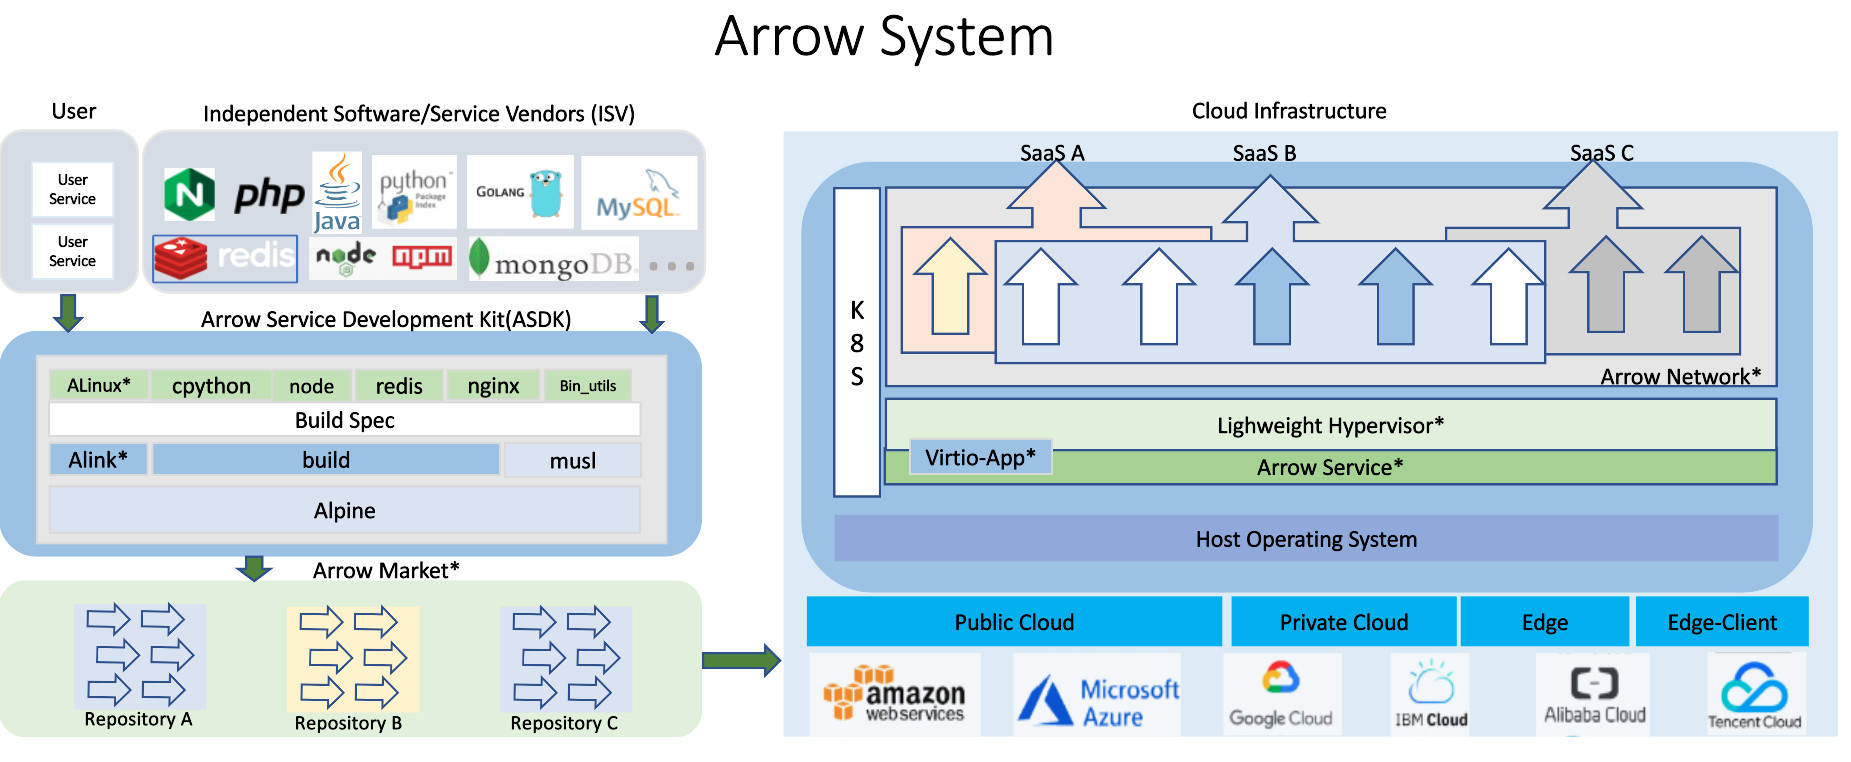 Arrow System
User
Independent Software/Service Vendors (ISV)
User
Service
User
Service
N
php
Java
python™
Package
Index
GOLANG
MySQL™
redis
node
JS
npm
mongoDB
...
Arrow Service Development Kit(ASDK)
ALinux*
cpython
node
redis
nginx
Bin_utils
Build Spec
Alink*
build
musl
Alpine
Arrow Market*
Repository A
Repository B
Repository C
Cloud Infrastructure
SaaS A
SaaS B
SaaS C
K
8
S
Arrow Network*
Lighweight Hypervisor*
Virtio-App*
Arrow Service*
Host Operating System
Public Cloud
Private Cloud
Edge
Edge-Client
amazon
webservices
Microsoft
Azure
Google Cloud
IBM Cloud
Alibaba Cloud
Tencent Cloud